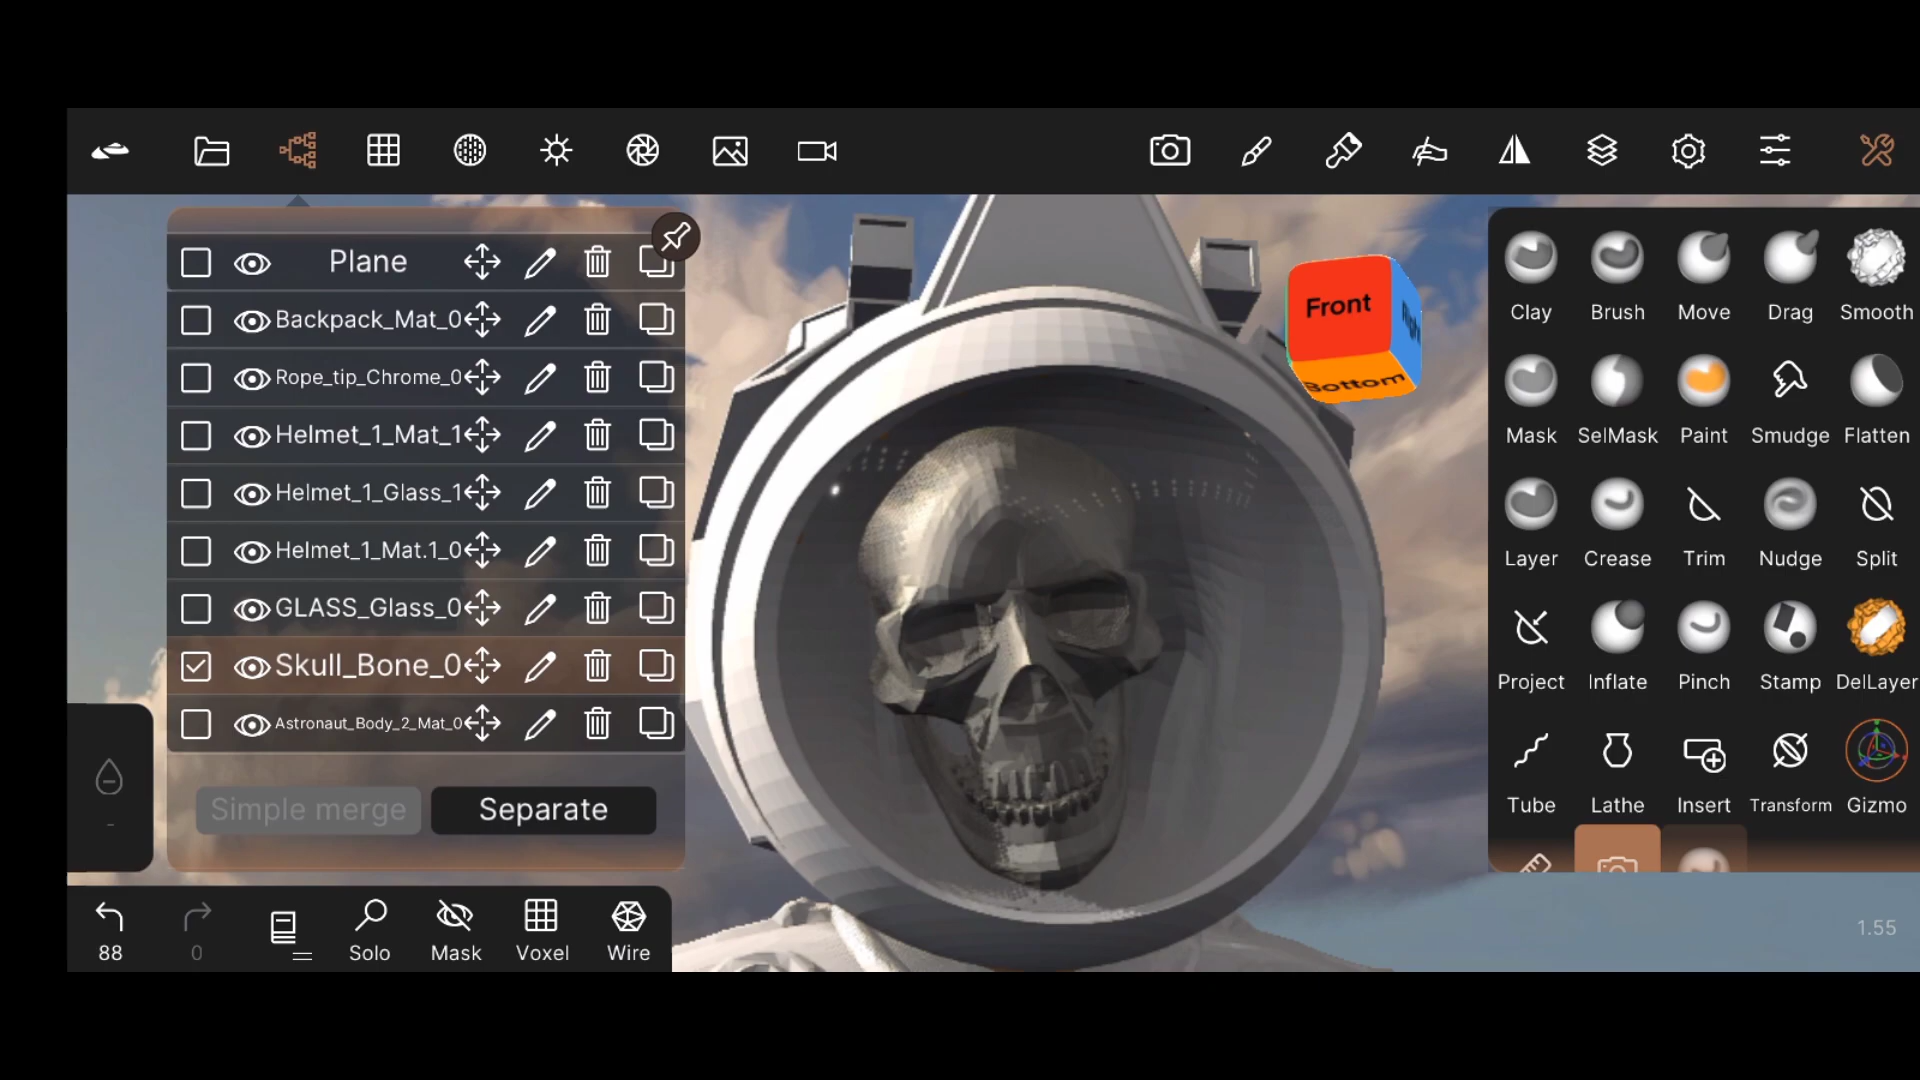 Plane
Backpack_Mat_0
Rope_tip_Chrome_0
Helmet_1_Mat_1
Helmet_1_Glass_1
Helmet_1_Mat.1_0
GLASS_Glass_0
Skull_Bone_0
Astronaut_Body_2_Mat_0
Simple merge Separate
88 0 Solo Mask Voxel Wire
Front Right
Bottom
Clay Brush Move Drag Smooth
Mask SelMask Paint Smudge Flatten
Layer Crease Trim Nudge Split
Project Inflate Pinch Stamp DelLayer
Tube Lathe Insert Transform Gizmo
1.55